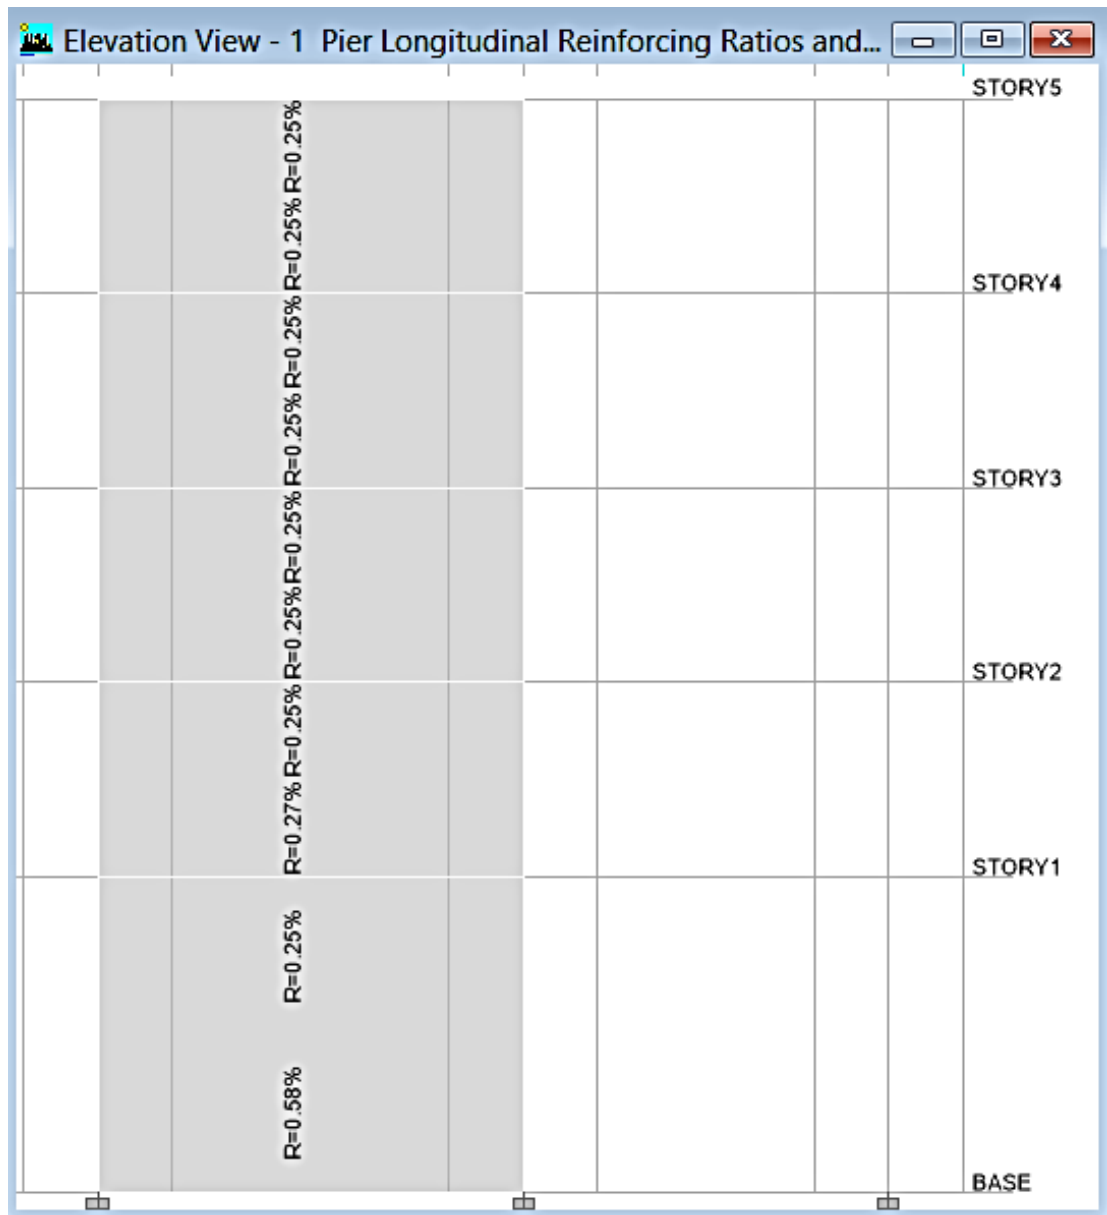 Elevation View - 1 Pier Longitudinal Reinforcing Ratios and...
STORY5
R=0.25%
R=0.25%
STORY4
R=0.25%
R=0.25%
STORY3
R=0.25%
R=0.25%
STORY2
R=0.25%
R=0.27%
STORY1
R=0.25%
R=0.58%
BASE